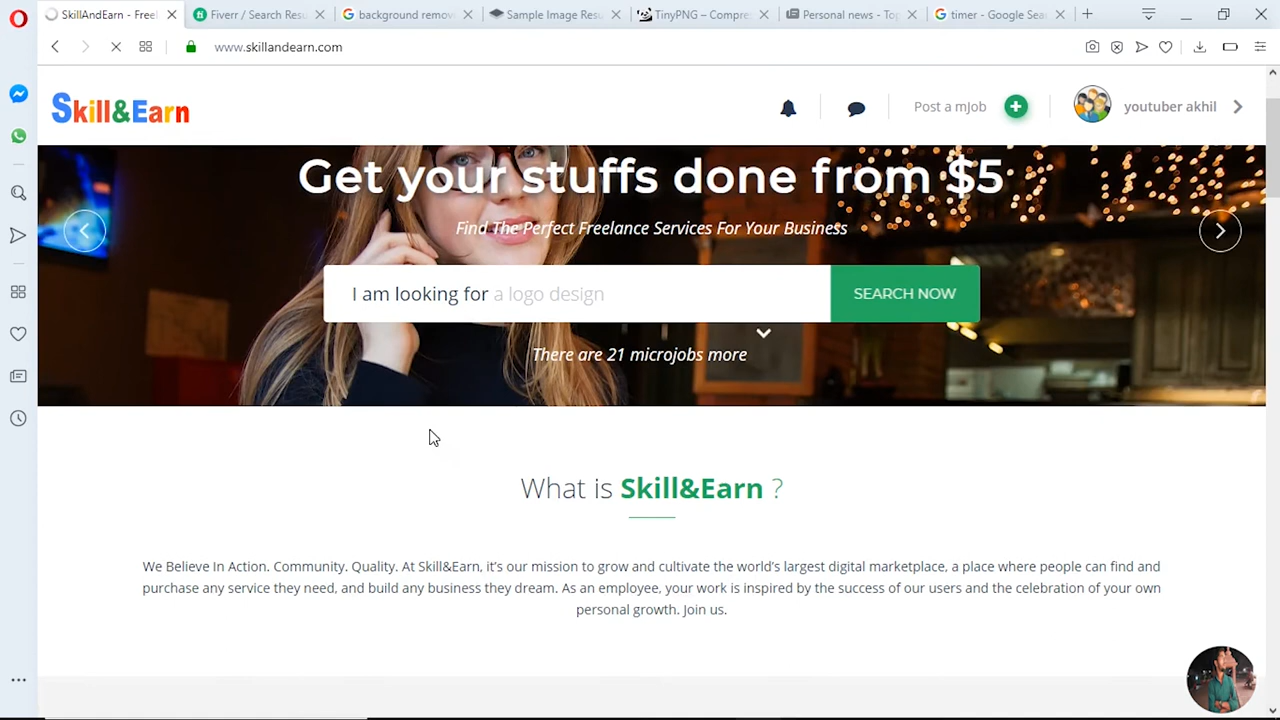 SkillAndEarn - Free
Fiverr / Search Resu
background remov
Sample Image Resu
TinyPNG – Compre
Personal news - Top
timer - Google Sea
www.skillandearn.com
Skill&Earn
Post a mJob
youtuber akhil
Get your stuffs done from $5
Find The Perfect Freelance Services For Your Business
I am looking for a logo design
SEARCH NOW
There are 21 microjobs more
What is Skill&Earn ?
We Believe In Action. Community. Quality. At Skill&Earn, it's our mission to grow and cultivate the world's largest digital marketplace, a place where people can find and
purchase any service they need, and build any business they dream. As an employee, your work is inspired by the success of our users and the celebration of your own
personal growth. Join us.